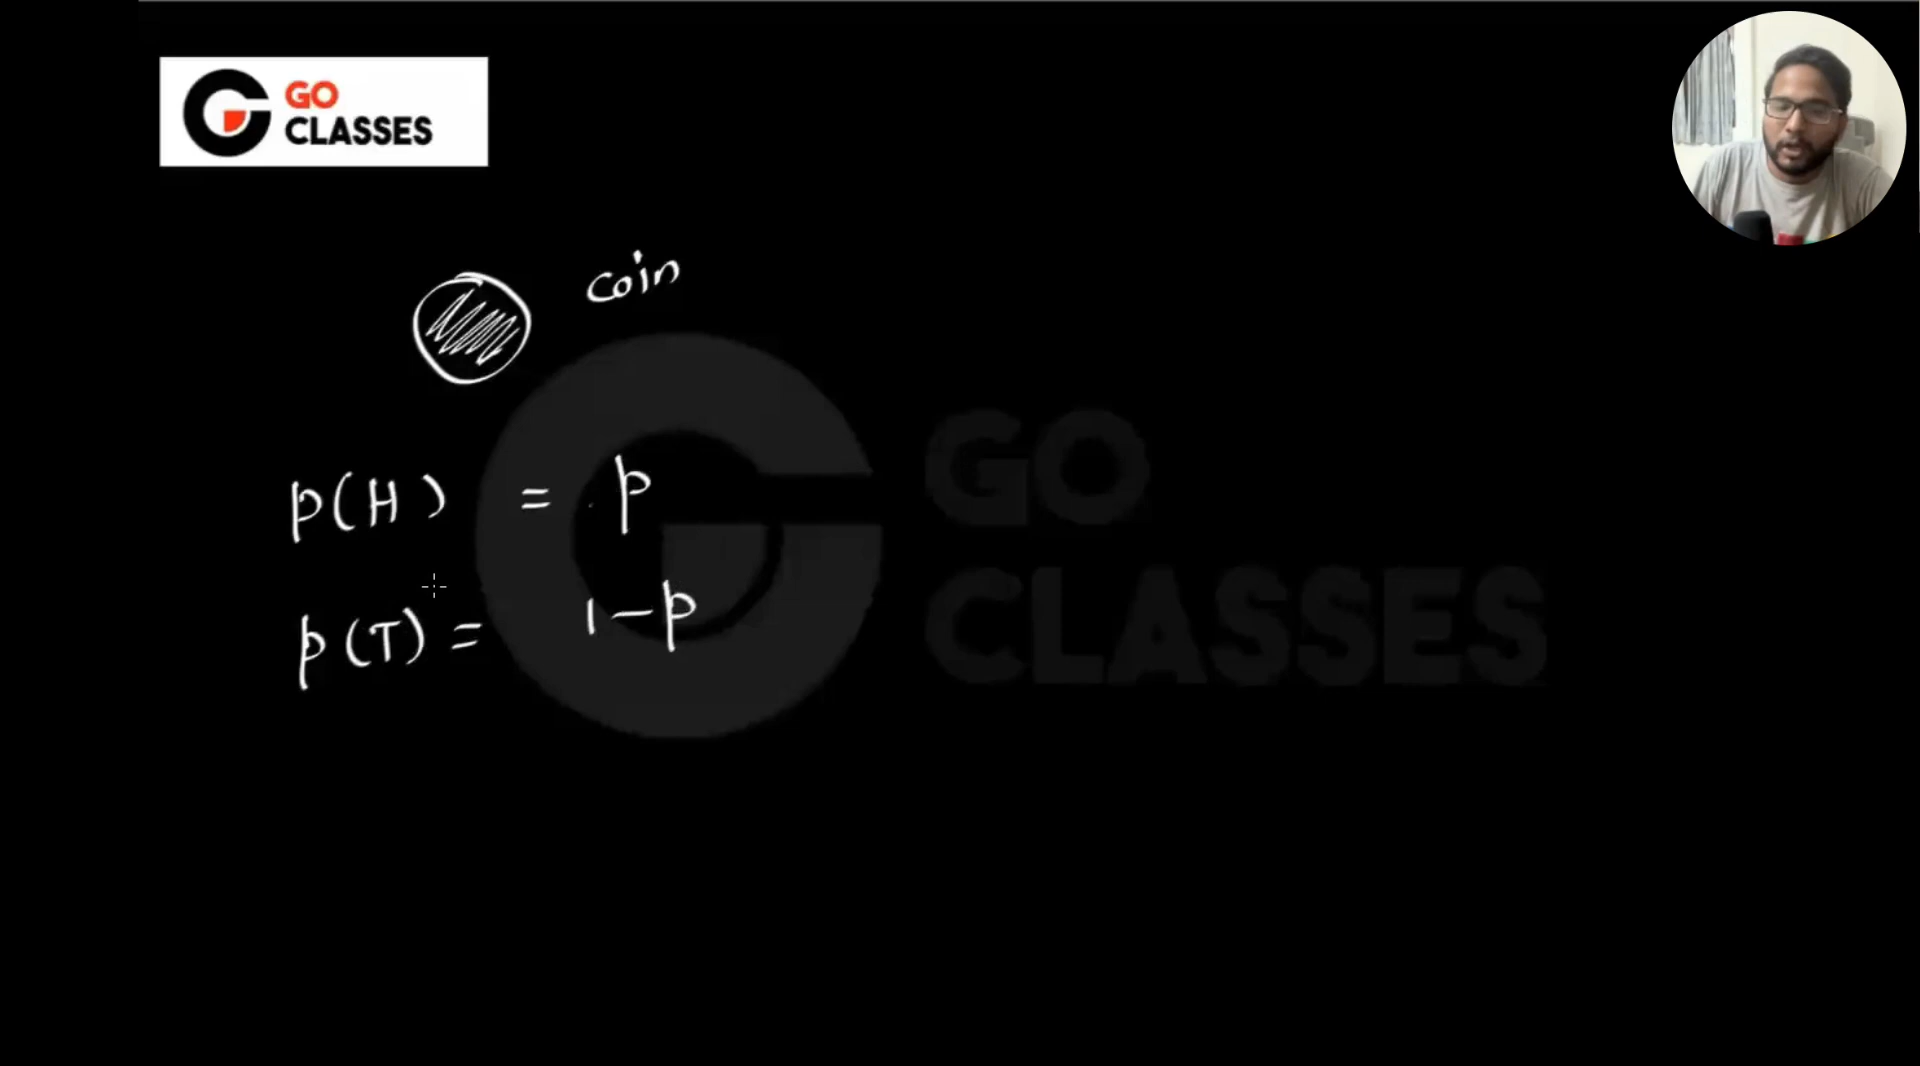 GO
CLASSES
coin
GO
CLASSES
p(H) = p
p(T) = 1-p